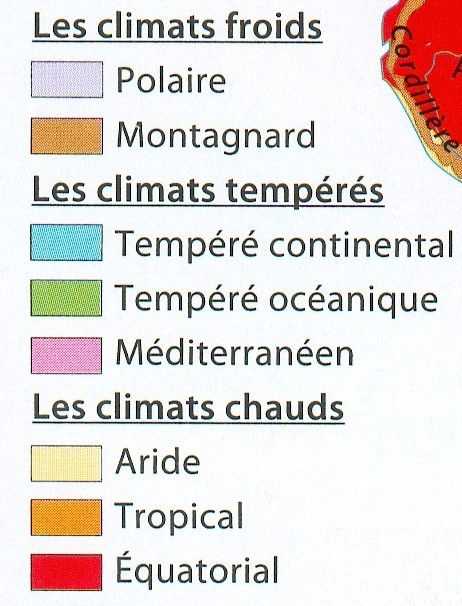 Les climats froids
Polaire
Montagnard
Les climats tempérés
Tempéré continental
Tempéré océanique
Méditerranéen
Les climats chauds
Aride
Tropical
Équatorial
Cordillère